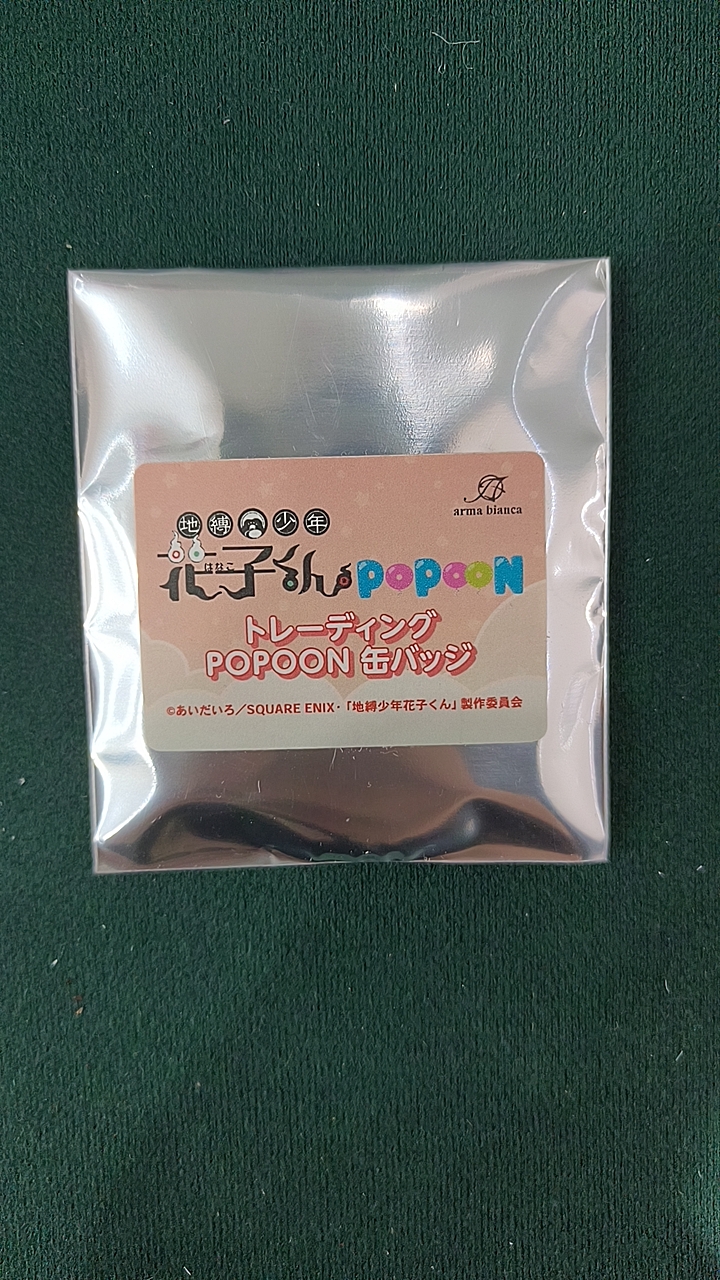 arma bianca
地縛少年
花子くん POPOON
はなこ
トレーディング
POPOON 缶バッジ
©あいだいろ／SQUARE ENIX・「地縛少年花子くん」製作委員会